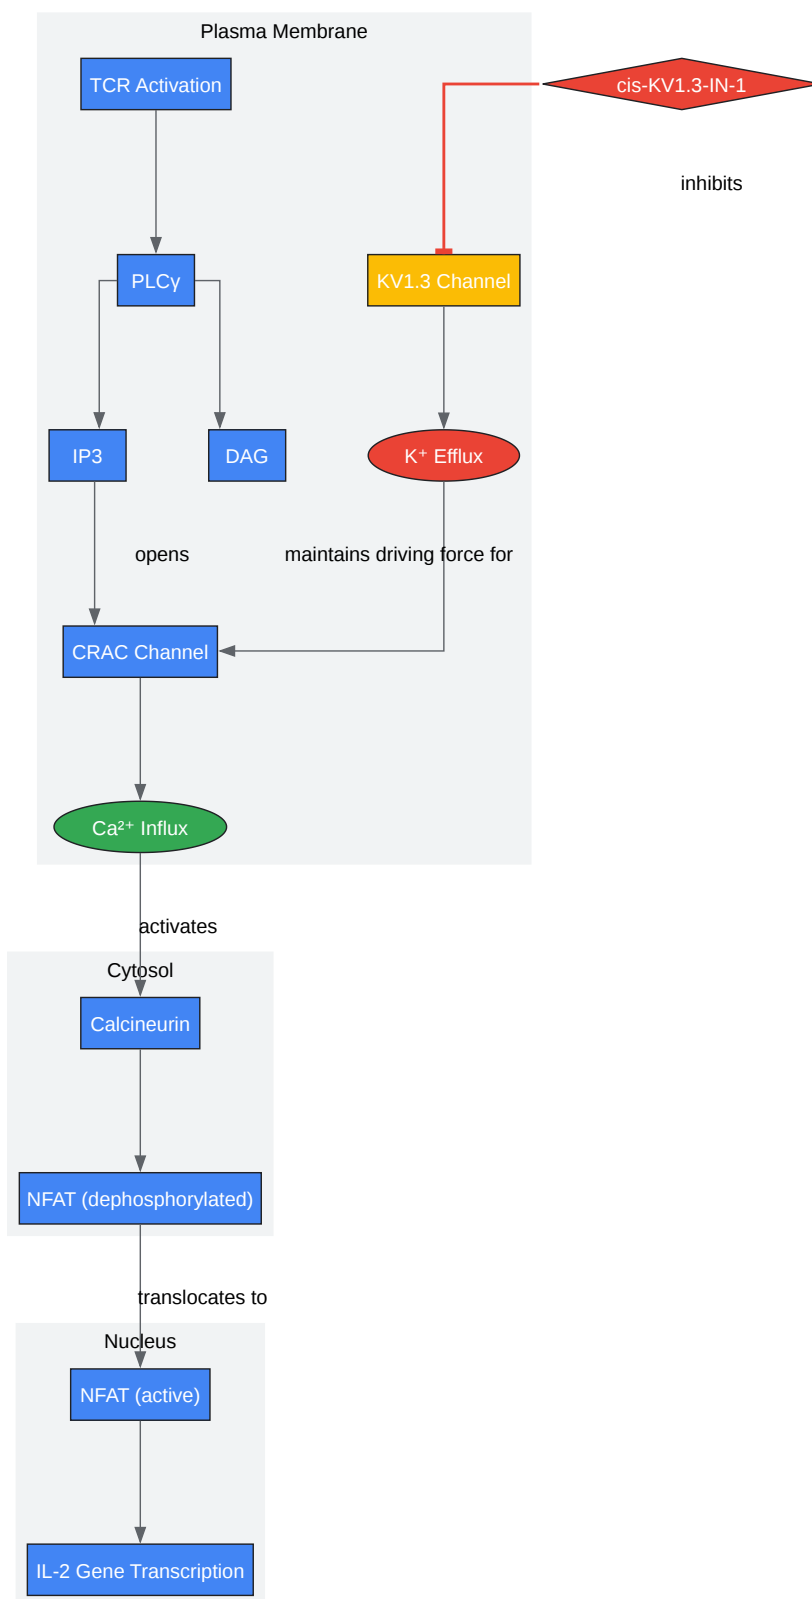 Plasma Membrane
TCR Activation
cis-KV1.3-IN-1
inhibits
PLCγ
KV1.3 Channel
IP3
DAG
K⁺ Efflux
opens
maintains driving force for
CRAC Channel
Ca²⁺ Influx
activates
Cytosol
Calcineurin
NFAT (dephosphorylated)
translocates to
Nucleus
NFAT (active)
IL-2 Gene Transcription